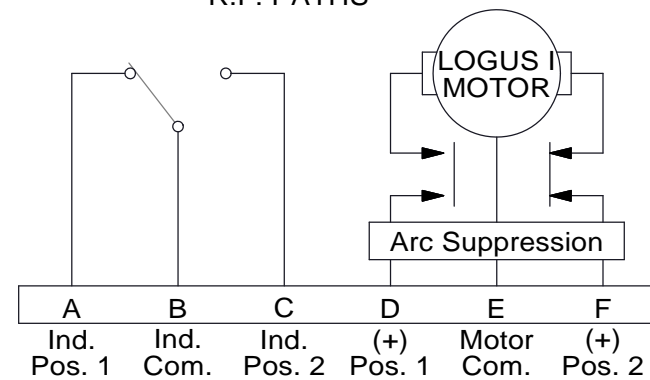 LOGUS I
MOTOR
Arc Suppression
A B C D E F
Ind. Ind. Ind. (+) Motor (+)
Pos. 1 Com. Pos. 2 Pos. 1 Com. Pos. 2